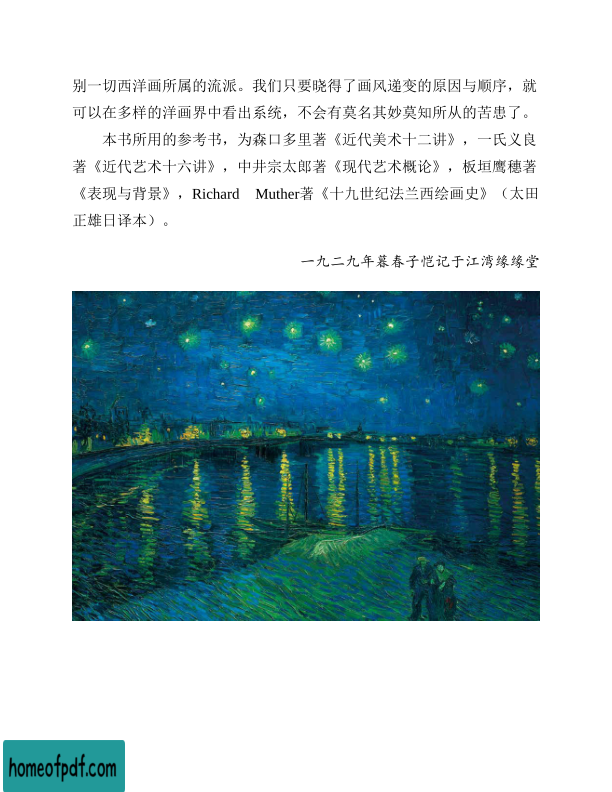 别一切西洋画所属的流派。我们只要晓得了画风递变的原因与顺序，就
可以在多样的洋画界中看出系统，不会有莫名其妙莫知所从的苦患了。
本书所用的参考书，为森口多里著《近代美术十二讲》，一氏义良
著《近代艺术十六讲》，中井宗太郎著《现代艺术概论》，板垣鹰穗著
《表现与背景》，Richard Muther著《十九世纪法兰西绘画史》（太田
正雄日译本）。
一九二九年暮春子恺记于江湾缘缘堂
homeofpdf.com